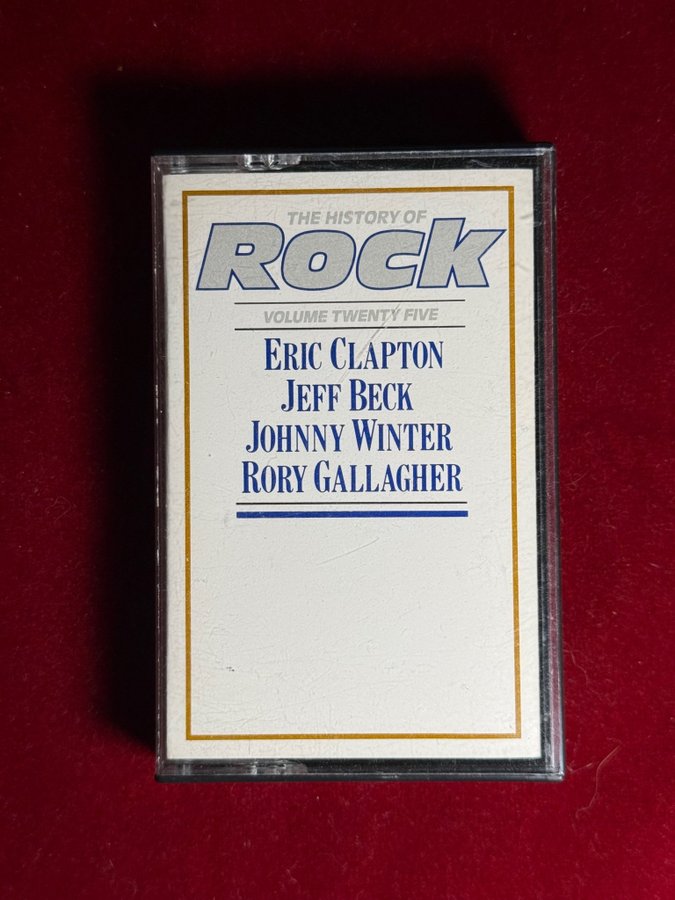 THE HISTORY OF
ROCK
VOLUME TWENTY FIVE
ERIC CLAPTON
JEFF BECK
JOHNNY WINTER
RORY GALLAGHER